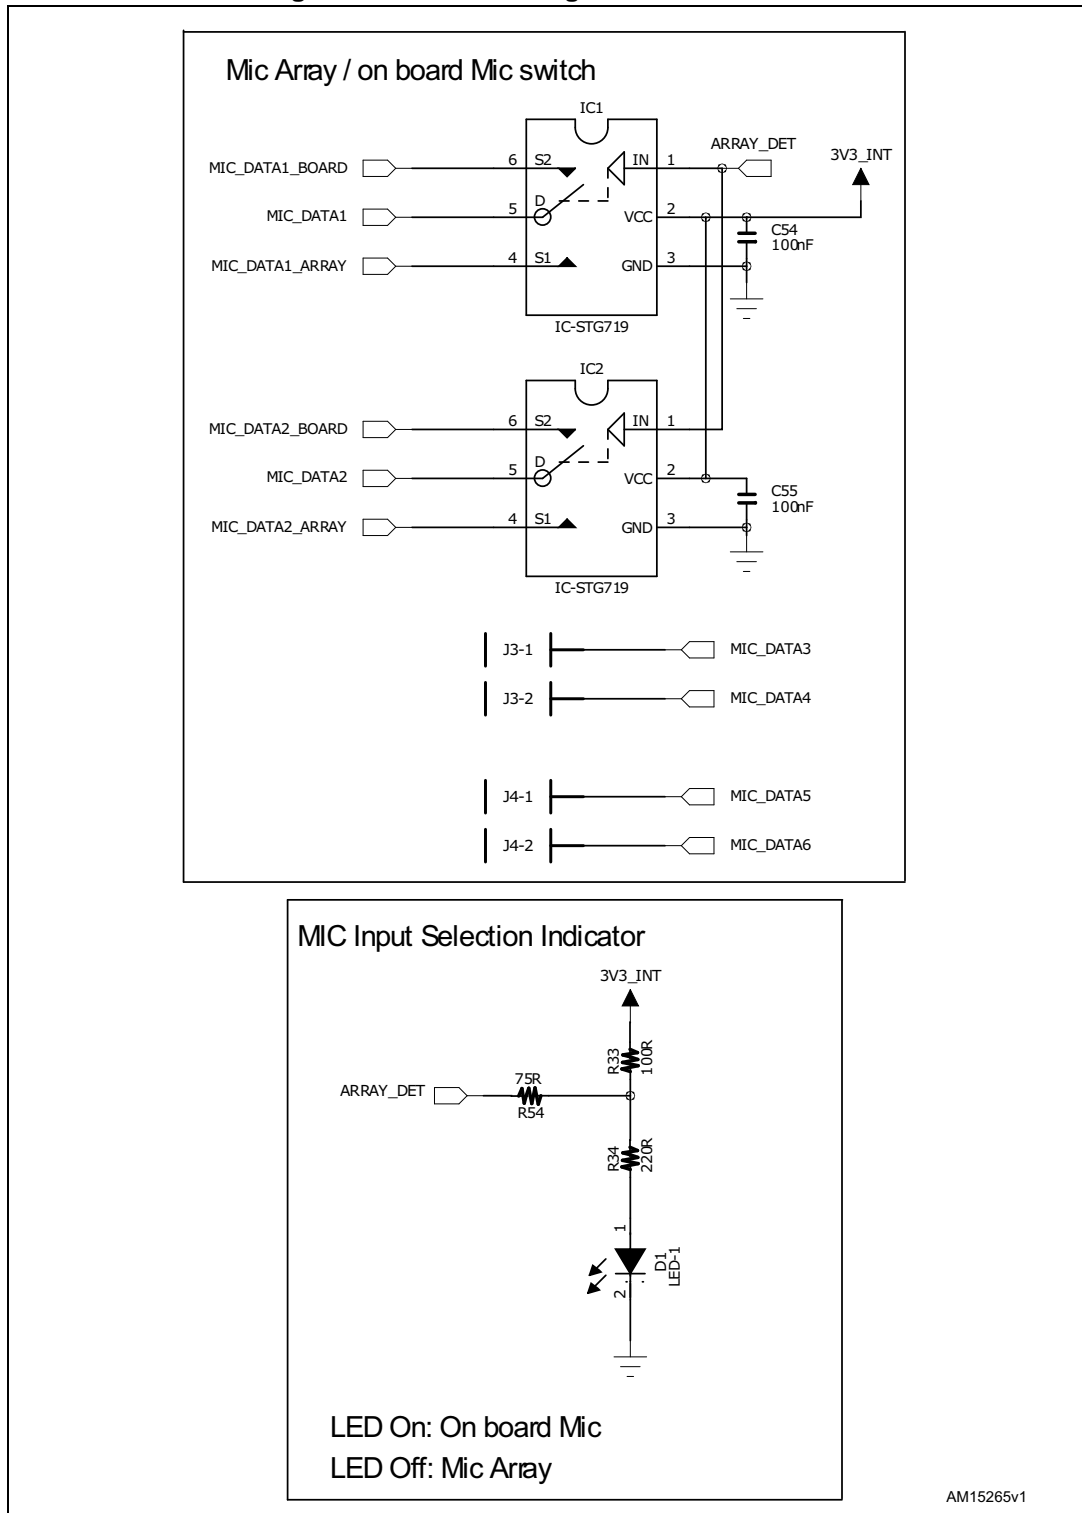 Mic Array / on board Mic switch
IC1
ARRAY_DET
3V3_INT
MIC_DATA1_BOARD 6 S2 IN 1
MIC_DATA1 5 D VCC 2
C54
100nF
MIC_DATA1_ARRAY 4 S1 GND 3
IC-STG719
IC2
MIC_DATA2_BOARD 6 S2 IN 1
MIC_DATA2 5 D VCC 2
C55
100nF
MIC_DATA2_ARRAY 4 S1 GND 3
IC-STG719
J3-1 MIC_DATA3
J3-2 MIC_DATA4
J4-1 MIC_DATA5
J4-2 MIC_DATA6
MIC Input Selection Indicator
3V3_INT
R33
100R
ARRAY_DET
75R
R54
R34
220R
1
D1
LED-1
2
LED On: On board Mic
LED Off: Mic Array
AM15265v1